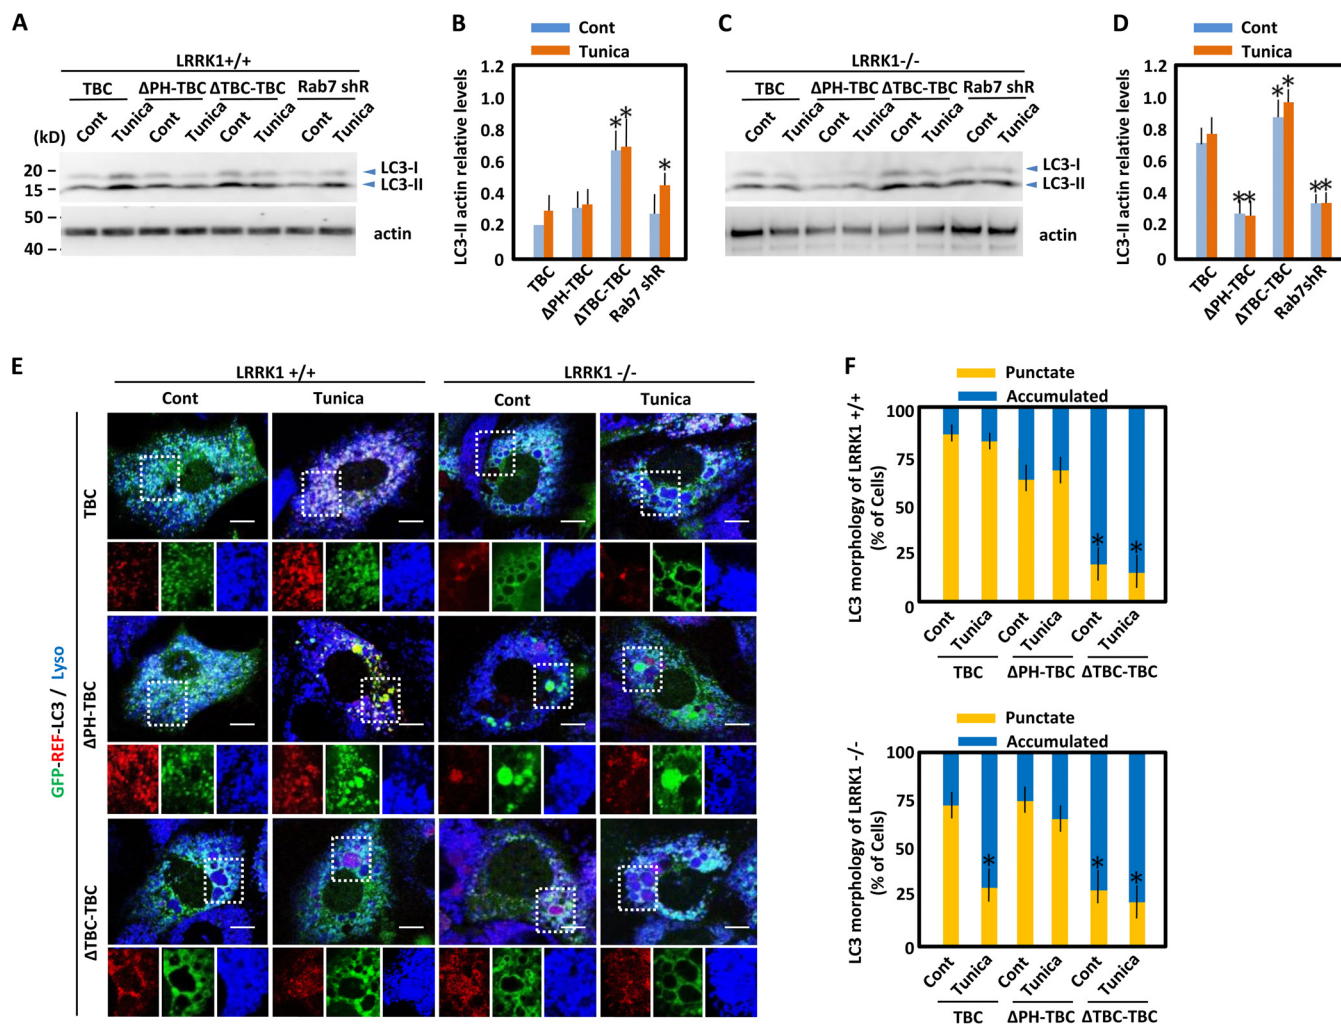 A
LRRK1+/+
TBC ΔPH-TBC ΔTBC-TBC Rab7 shR
Cont Tunica Cont Tunica Cont Tunica Cont Tunica
(kD)
20
15
LC3-I
LC3-II
50
40
actin
B
Cont
Tunica
LC3-II actin relative levels
1.2
1.0
0.8
0.6
0.4
0.2
0
* * *
TBC ΔPH-TBC ΔTBC-TBC Rab7 shR
C
LRRK1-/-
TBC ΔPH-TBC ΔTBC-TBC Rab7 shR
Cont Tunica Cont Tunica Cont Tunica Cont Tunica
LC3-I
LC3-II
actin
D
Cont
Tunica
LC3-II actin relative levels
1.2
1.0
0.8
0.6
0.4
0.2
0
** * * **
TBC ΔPH-TBC ΔTBC-TBC Rab7shR
E
LRRK1 +/+ LRRK1 -/-
Cont Tunica Cont Tunica
GFP-REF-LC3 / Lyso
TBC
ΔPH-TBC
ΔTBC-TBC
F
Punctate
Accumulated
LC3 morphology of LRRK1 +/+
(% of Cells)
100
75
50
25
0
* *
Cont Tunica Cont Tunica Cont Tunica
TBC ΔPH-TBC ΔTBC-TBC
Punctate
Accumulated
LC3 morphology of LRRK1 -/-
(% of Cells)
100
75
50
25
0
* * *
Cont Tunica Cont Tunica Cont Tunica
TBC ΔPH-TBC ΔTBC-TBC